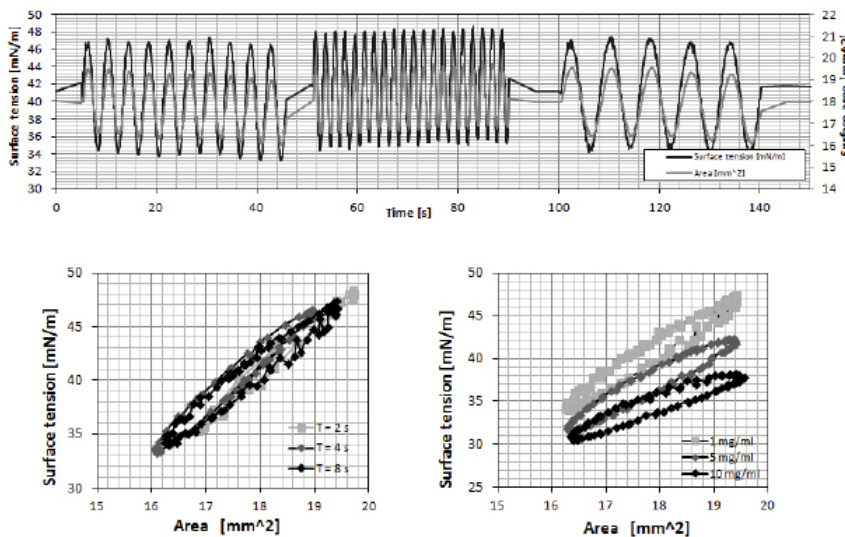 50 22
48 21
46 20
44
42 19
40 18
38 17
36
34 16
32 15
30 14
0 20 40 60 80 100 120 140
Time [s]
Surface tension [mN/m]
Surface tension [mN/m]
Area [mm^2]
50
45
40
35
30
15 16 17 18 19 20
Surface tension [mN/m]
Area [mm^2]
T = 2 s
T = 4 s
T = 8 s
50
45
40
35
30
25
15 16 17 18 19 20
Surface tension [mN/m]
Area [mm^2]
1 mg/ml
5 mg/ml
10 mg/ml